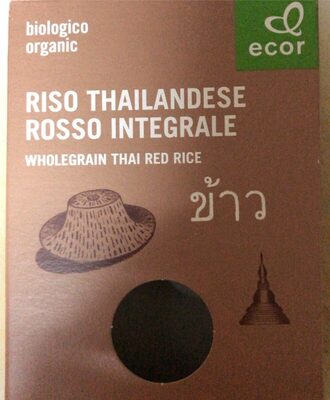 biologico
organic
ecor
RISO THAILANDESE
ROSSO INTEGRALE
WHOLEGRAIN THAI RED RICE
ข้าว